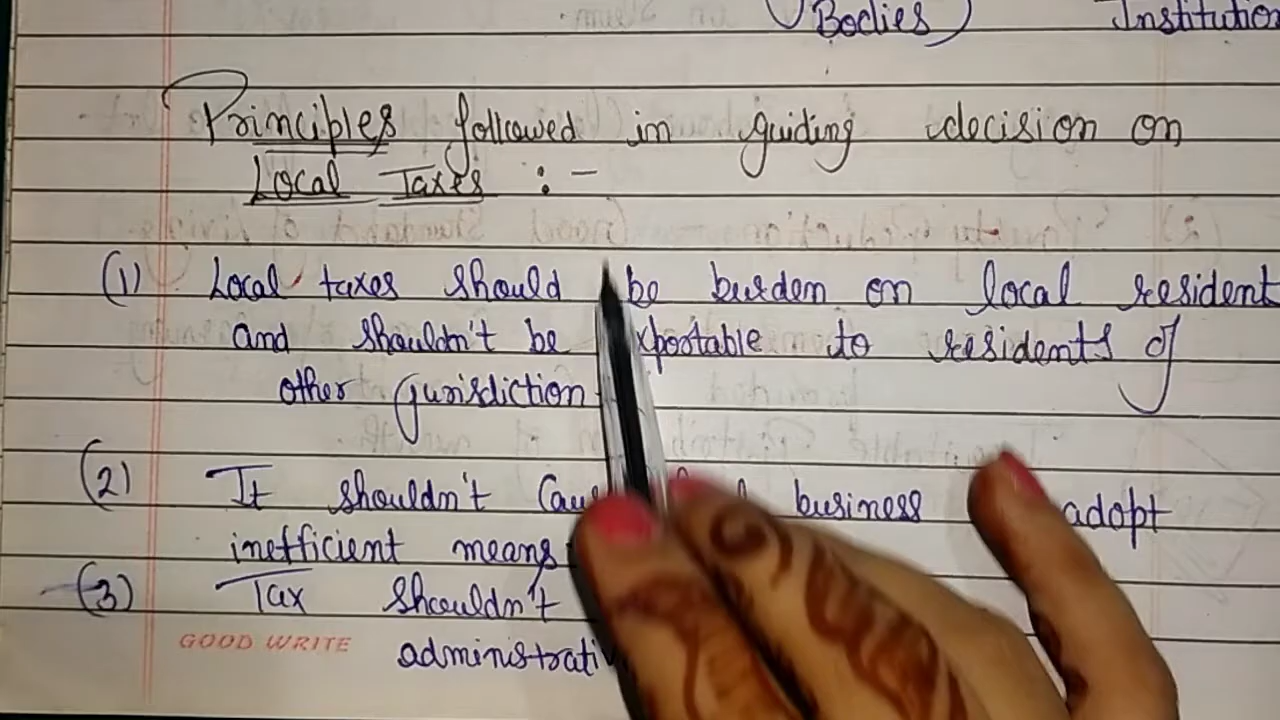 Bodies) Institution
Principles followed in guiding decision on
Local Taxes :-
(1) Local taxes should be burden on local resident
and shouldn't be xportable to residents of
other jurisdiction
(2) It shouldn't business adopt
inefficient means
(3) Tax shouldn't
GOOD WRITE
administrati